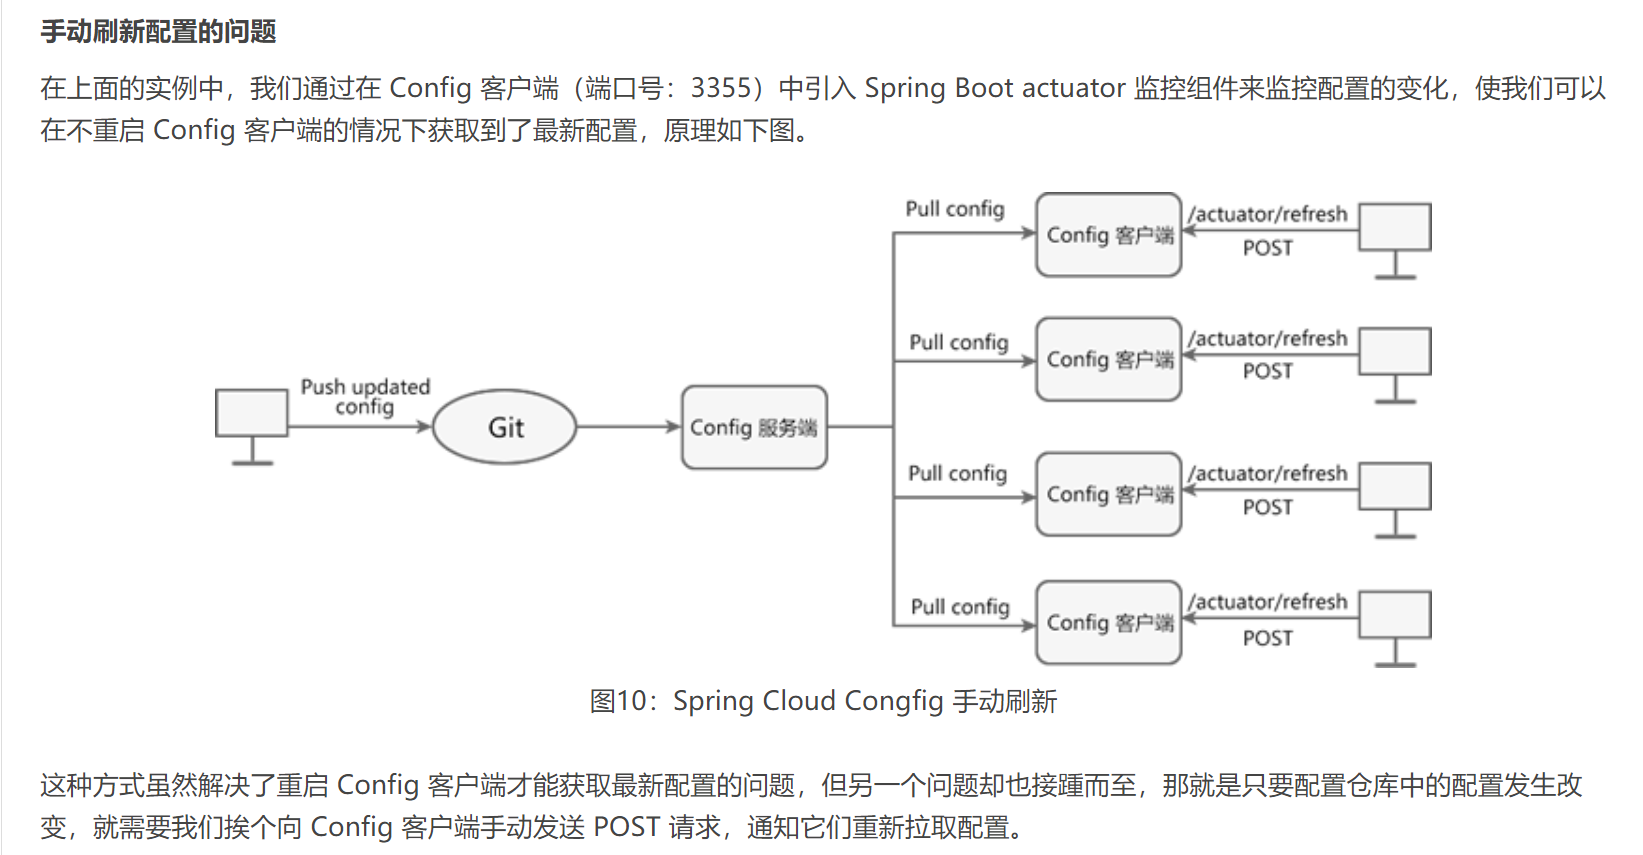 手动刷新配置的问题
在上面的实例中，我们通过在 Config 客户端（端口号：3355）中引入 Spring Boot actuator 监控组件来监控配置的变化，使我们可以
在不重启 Config 客户端的情况下获取到了最新配置，原理如下图。
Pull config
Config 客户端
/actuator/refresh
POST
Pull config
Config 客户端
/actuator/refresh
POST
Push updated
config
Git
Config 服务端
Pull config
Config 客户端
/actuator/refresh
POST
Pull config
Config 客户端
/actuator/refresh
POST
图10：Spring Cloud Congfig 手动刷新
这种方式虽然解决了重启 Config 客户端才能获取最新配置的问题，但另一个问题却也接踵而至，那就是只要配置仓库中的配置发生改
变，就需要我们挨个向 Config 客户端手动发送 POST 请求，通知它们重新拉取配置。